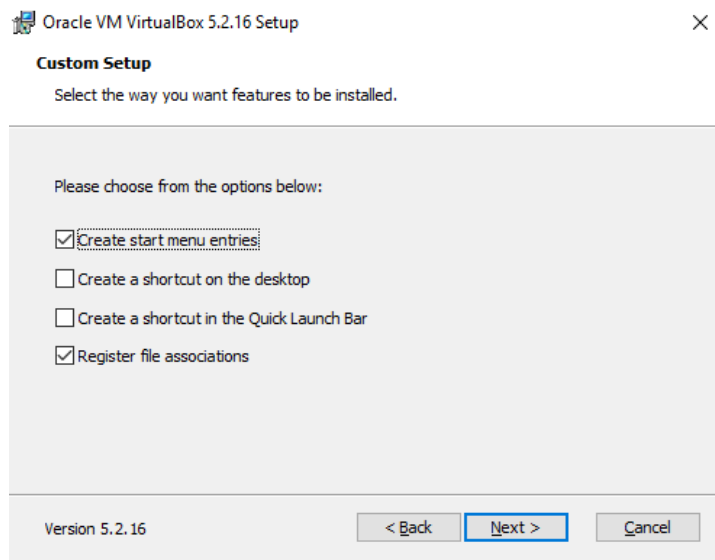 Oracle VM VirtualBox 5.2.16 Setup
Custom Setup
Select the way you want features to be installed.
Please choose from the options below:
Create start menu entries
Create a shortcut on the desktop
Create a shortcut in the Quick Launch Bar
Register file associations
Version 5.2.16
< Back
Next >
Cancel